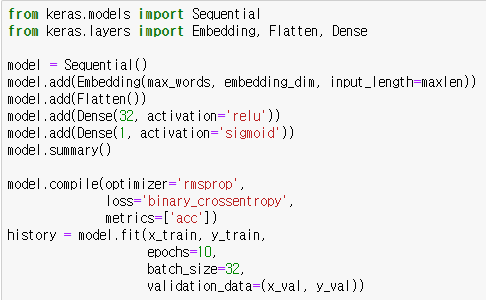 from keras.models import Sequential
from keras.layers import Embedding, Flatten, Dense
model = Sequential()
model.add(Embedding(max_words, embedding_dim, input_length=maxlen))
model.add(Flatten())
model.add(Dense(32, activation='relu'))
model.add(Dense(1, activation='sigmoid'))
model.summary()
model.compile(optimizer='rmsprop',
              loss='binary_crossentropy',
              metrics=['acc'])
history = model.fit(x_train, y_train,
                    epochs=10,
                    batch_size=32,
                    validation_data=(x_val, y_val))